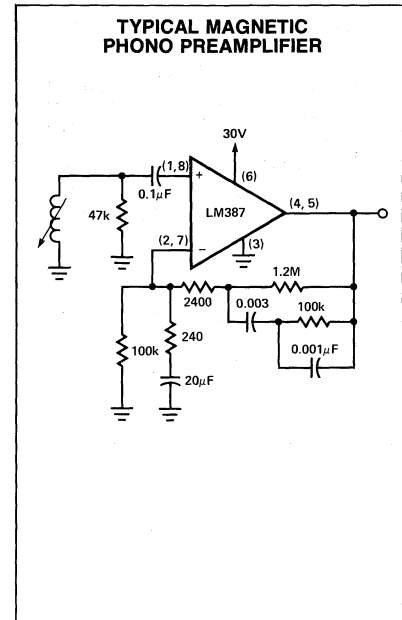 TYPICAL MAGNETIC
PHONO PREAMPLIFIER
30V
(1,8)
(6)
0.1μF
+
LM387
(4, 5)
47k
(2, 7)
−
(3)
1.2M
2400
0.003
100k
240
100k
0.001μF
20μF